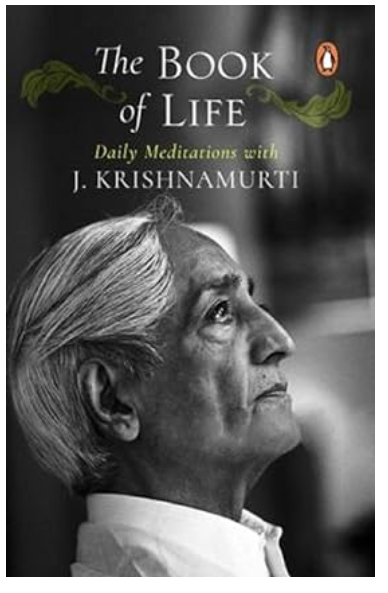 The BOOK
of LIFE
Daily Meditations with
J. KRISHNAMURTI